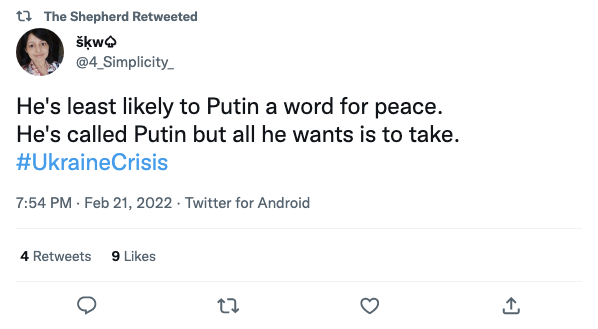 The Shepherd Retweeted
šķw♤
@4_Simplicity_
He's least likely to Putin a word for peace.
He's called Putin but all he wants is to take.
#UkraineCrisis
7:54 PM · Feb 21, 2022 · Twitter for Android
4 Retweets 9 Likes